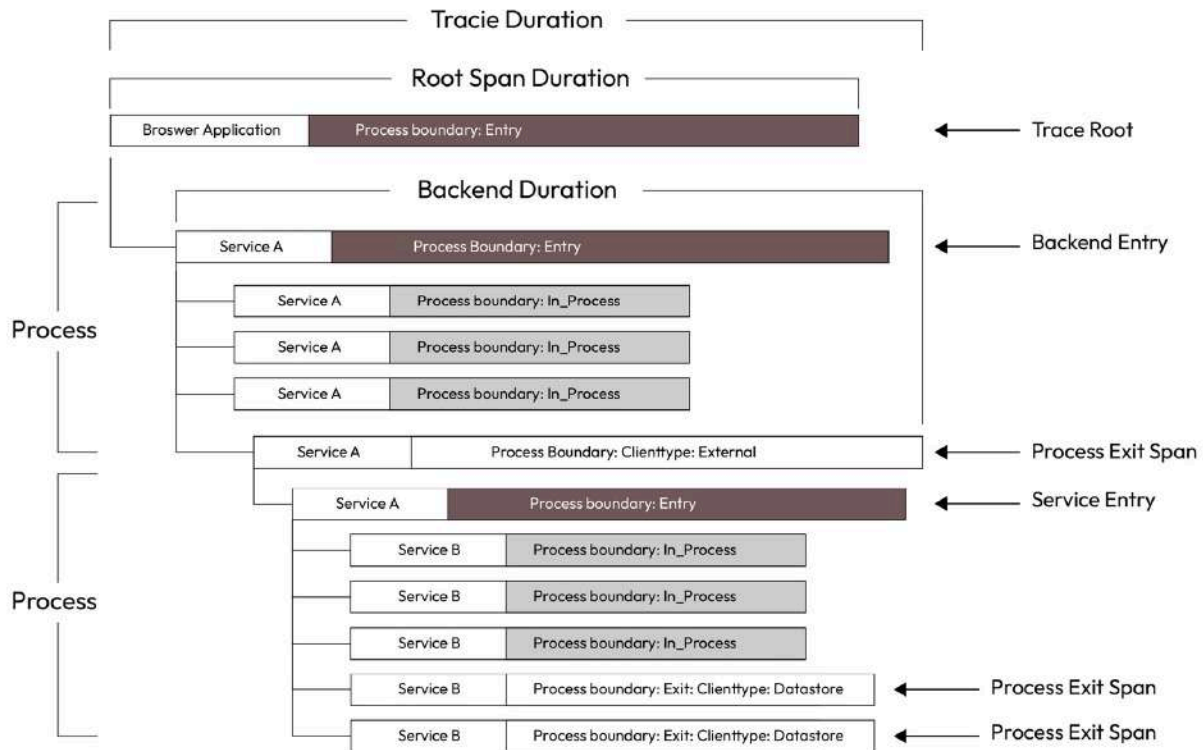 Tracie Duration
Root Span Duration
Broswer Application Process boundary: Entry Trace Root
Backend Duration
Service A Process Boundary: Entry Backend Entry
Service A Process boundary: In_Process
Process
Service A Process boundary: In_Process
Service A Process boundary: In_Process
Service A Process Boundary: Clienttype: External Process Exit Span
Service A Process boundary: Entry Service Entry
Service B Process boundary: In_Process
Process
Service B Process boundary: In_Process
Service B Process boundary: In_Process
Service B Process boundary: Exit: Clienttype: Datastore Process Exit Span
Service B Process boundary: Exit: Clienttype: Datastore Process Exit Span